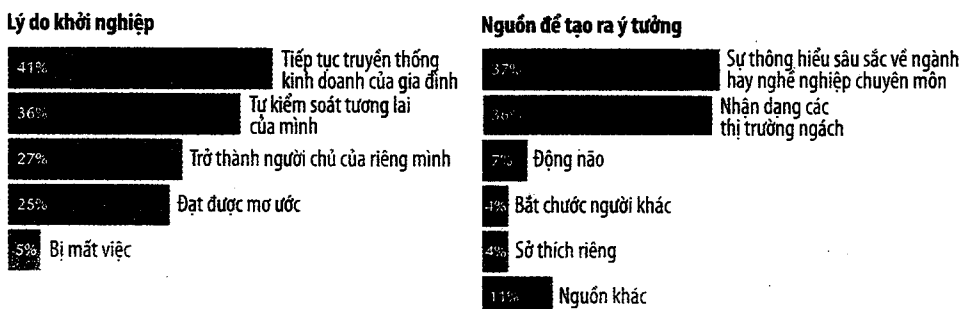 Lý do khởi nghiệp
41%
Tiếp tục truyền thống
kinh doanh của gia đình
36%
Tự kiểm soát tương lai
của mình
27%
Trở thành người chủ của riêng mình
25%
Đạt được mơ ước
5%
Bị mất việc
Nguồn để tạo ra ý tưởng
37%
Sự thông hiểu sâu sắc về ngành
hay nghề nghiệp chuyên môn
36%
Nhận dạng các
thị trường ngách
7%
Động não
4%
Bắt chước người khác
4%
Sở thích riêng
11%
Nguồn khác